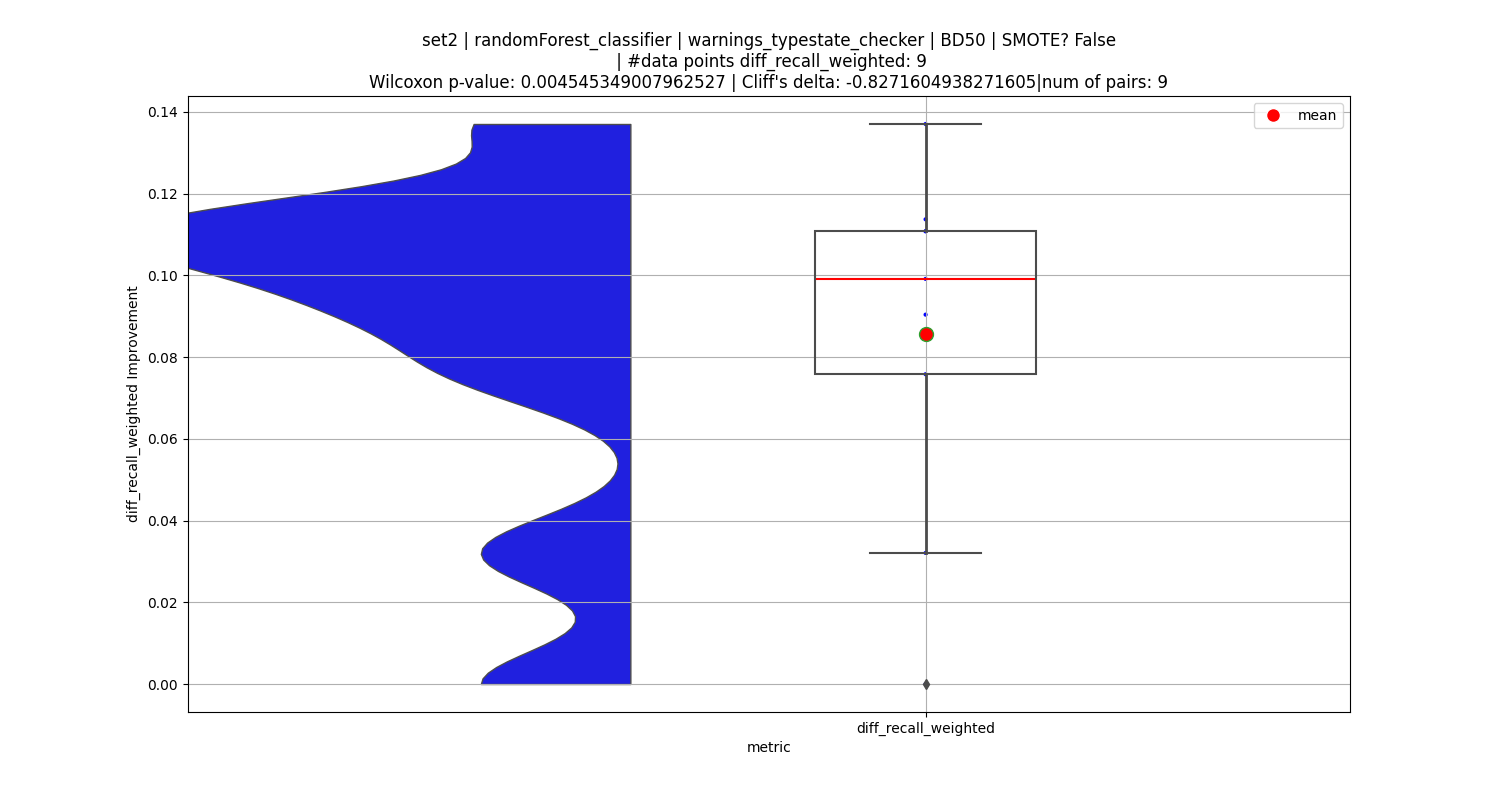 set2 | randomForest_classifier | warnings_typestate_checker | BD50 | SMOTE? False
| #data points diff_recall_weighted: 9
Wilcoxon p-value: 0.004545349007962527 | Cliff's delta: -0.8271604938271605|num of pairs: 9
mean
0.14
0.12
0.10
0.08
0.06
0.04
0.02
0.00
diff_recall_weighted Improvement
diff_recall_weighted
metric